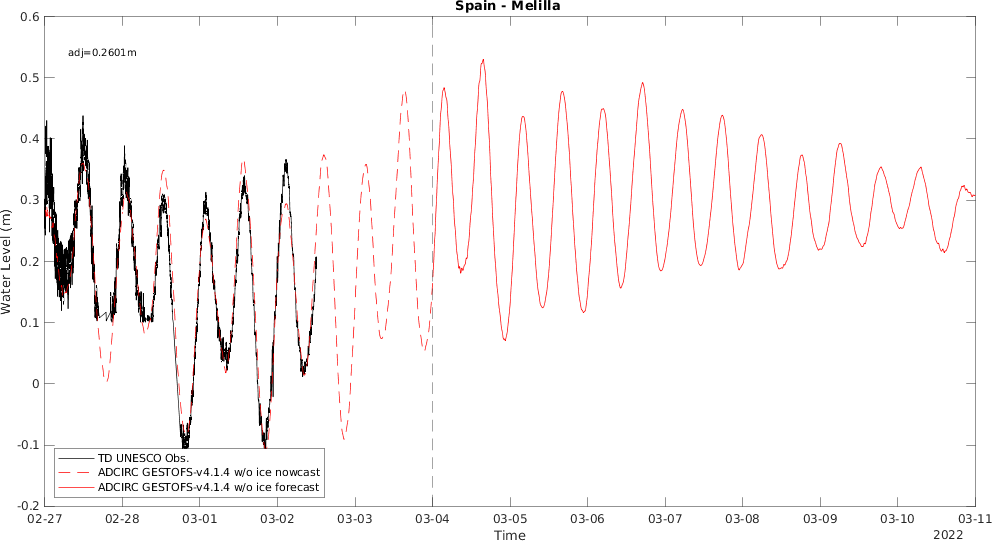 Spain - Melilla
adj=0.2601m
0.6
0.5
0.4
0.3
0.2
0.1
0
-0.1
-0.2
Water Level (m)
TD UNESCO Obs.
ADCIRC GESTOFS-v4.1.4 w/o ice nowcast
ADCIRC GESTOFS-v4.1.4 w/o ice forecast
02-27 02-28 03-01 03-02 03-03 03-04 03-05 03-06 03-07 03-08 03-09 03-10 03-11
Time
2022